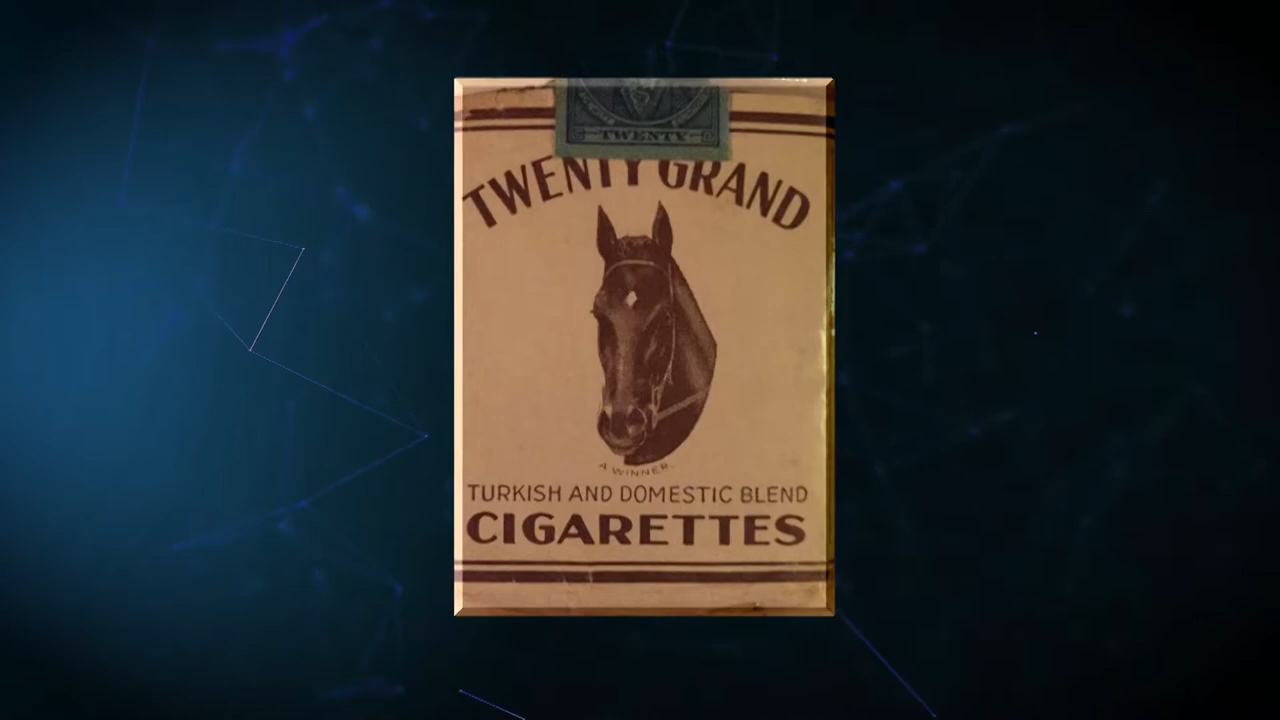 TWENTY
TWENTY GRAND
A WINNER.
TURKISH AND DOMESTIC BLEND
CIGARETTES